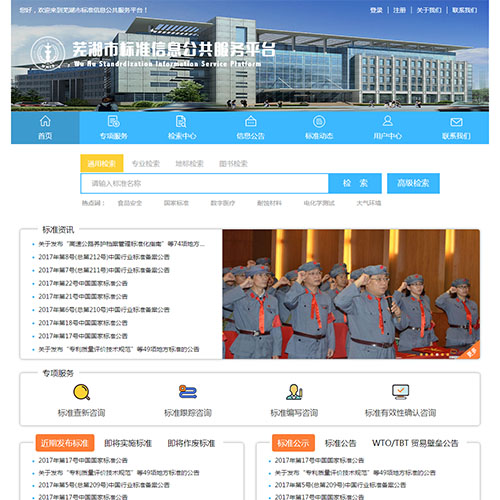 您好，欢迎来到芜湖市标准信息公共服务平台！
登录 | 注册 | 关于我们 | 联系我们
芜湖市标准信息公共服务平台
Wu Hu Standrdization Information Service Platform
首页 专项服务 检索中心 信息公告 标准动态 用户中心 联系我们
通用检索 专业检索 地标检索 图书检索
请输入标准名称 检 索 高级检索
热点词： 食品安全 国家标准 数字医疗 耐蚀材料 电化学测试 大气环境
标准资讯
关于发布“高速公路养护档案管理标准化指南”等74项地方...
2017年第8号(总第212号)中国行业标准备案公告
2017年第7号(总第211号)中国行业标准备案公告
2017年第22号中国国家标准公告
2017年第21号中国国家标准公告
2017年第6号(总第210号)中国行业标准备案公告
2017年第18号中国国家标准公告
2017年第19号中国国家标准公告
关于发布“专利质量评价技术规范”等49项地方标准的公告
更多
专项服务
标准查新咨询 标准跟踪咨询 标准编写咨询 标准有效性确认咨询
近期发布标准 即将实施标准 即将作废标准
标准公示 标准公告 WTO/TBT 贸易壁垒公告
2017年第17号中国国家标准公告
关于发布“专利质量评价技术规范”等49项地方标准的公告
2017年第5号(总第209号)中国行业标准备案公告
2017年第17号中国国家标准公告
2017年第17号中国国家标准公告
关于发布“专利质量评价技术规范”等49项地方标准的公告
2017年第5号(总第209号)中国行业标准备案公告
2017年第17号中国国家标准公告